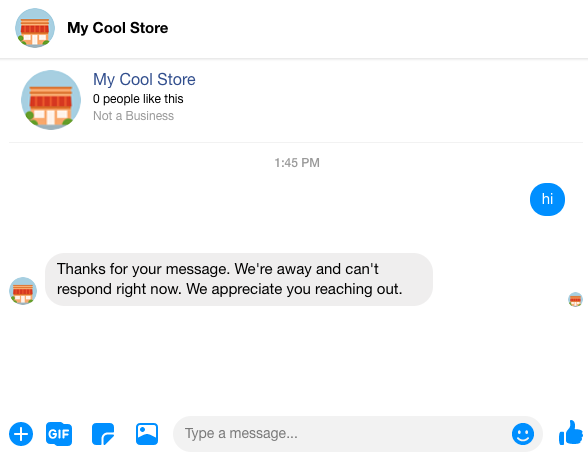 My Cool Store
My Cool Store
0 people like this
Not a Business
1:45 PM
hi
Thanks for your message. We're away and can't
respond right now. We appreciate you reaching out.
GIF
Type a message...